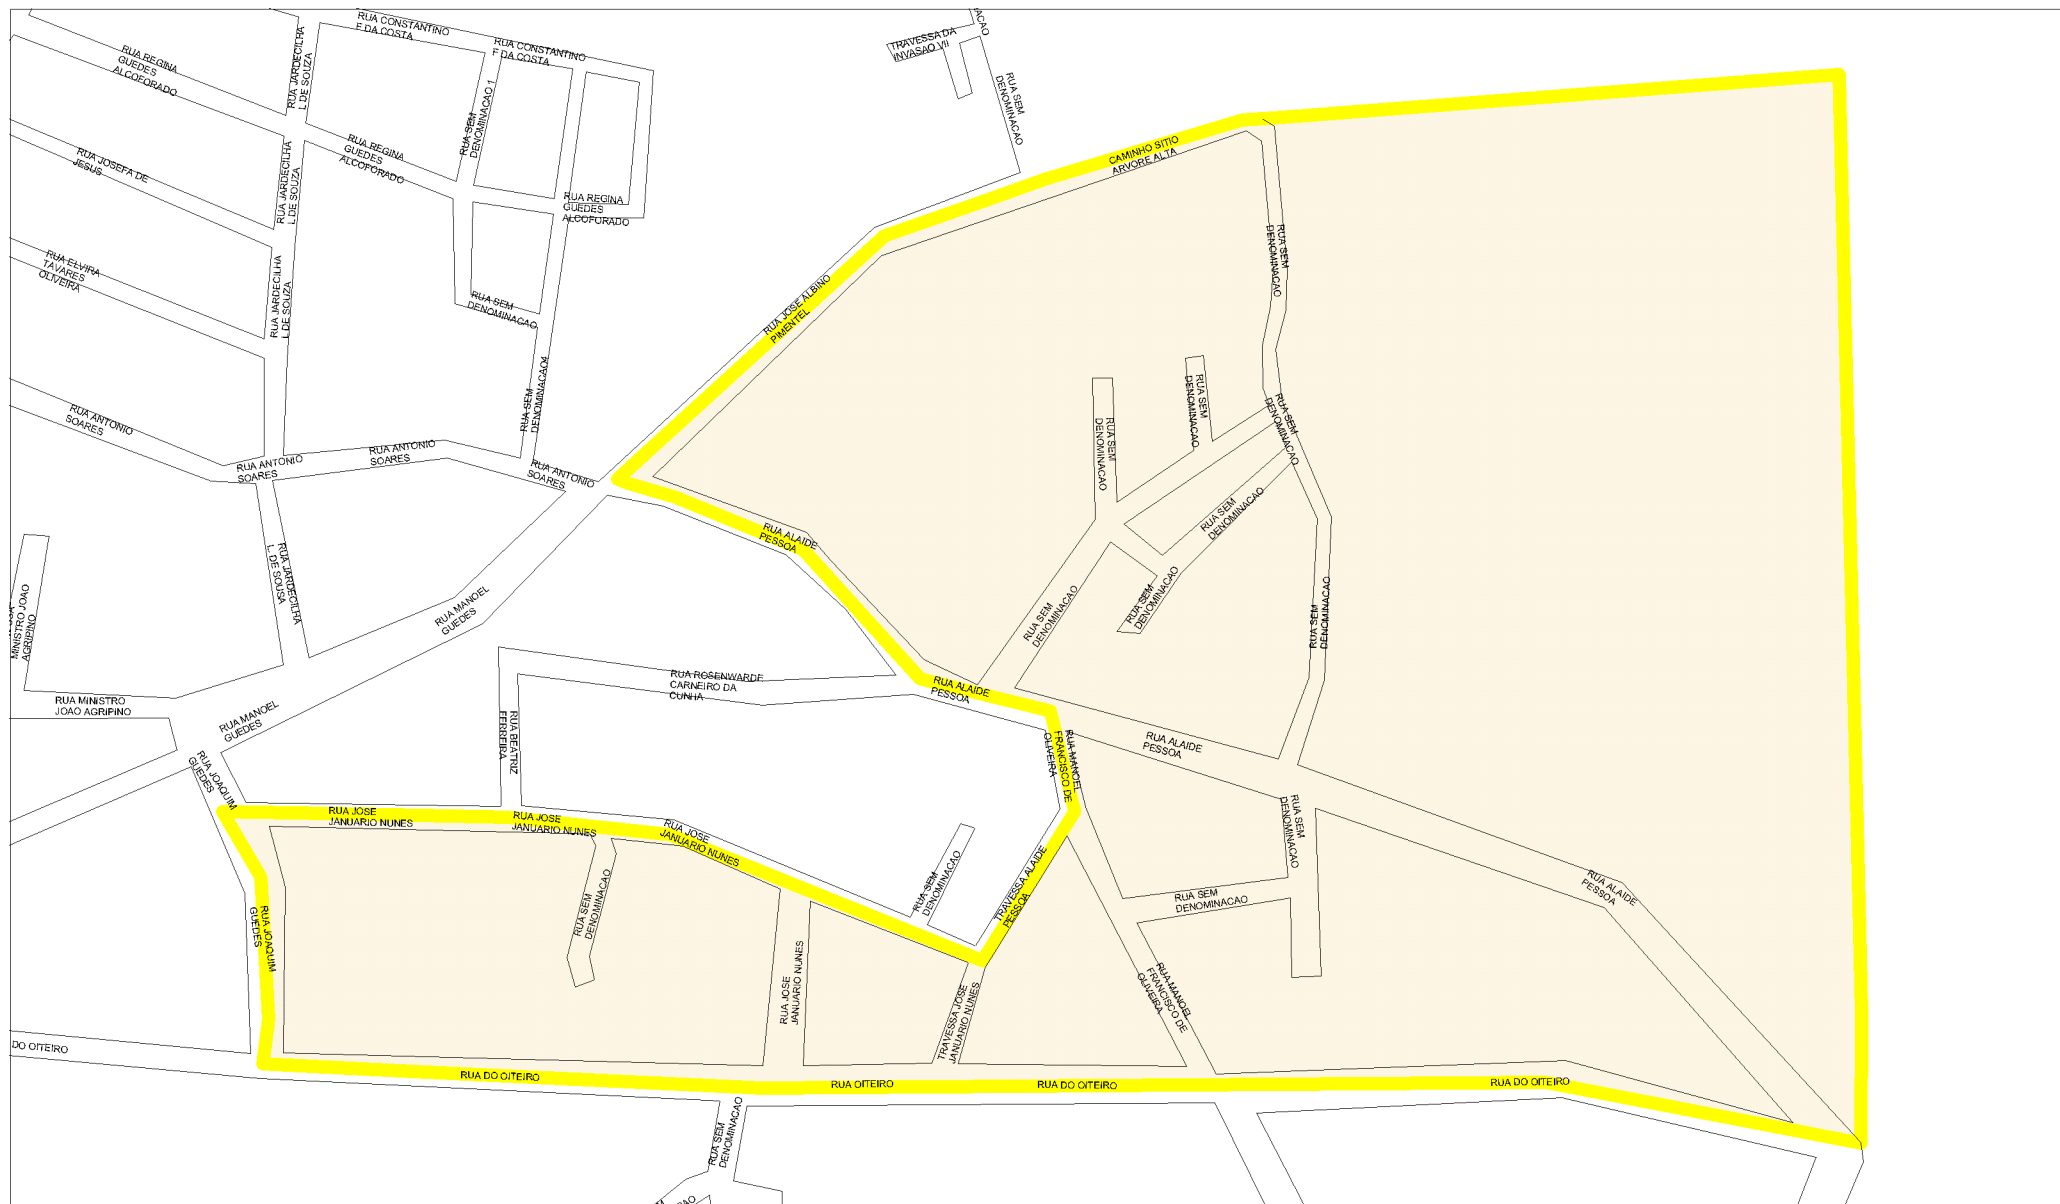 RUA CONSTANTINO
F DA COSTA
RUA CONSTANTINO
F DA COSTA
RUA REGINA
GUEDES
ALCOFORADO
RUA JARDECILHA
L DE SOUZA
RUA SEM
DENOMINACAO 1
TRAVESSA DA
INVASAO VII
RUA SEM
DENOMINACAO
RUA REGINA
GUEDES
ALCOFORADO
RUA JOSEFA DE
JESUS
RUA JARDECILHA
L DE SOUZA
RUA REGINA
GUEDES
ALCOFORADO
CAMINHO SITIO
ARVORE ALTA
RUA SEM
DENOMINACAO
RUA ELVIRA
TAVARES
OLIVEIRA
RUA JARDECILHA
L DE SOUZA
RUA SEM
DENOMINACAO
RUA JOSE ALBINO
PIMENTEL
RUA SEM
DENOMINACAO4
RUA SEM
DENOMINACAO
RUA SEM
DENOMINACAO
RUA SEM
DENOMINACAO
RUA ANTONIO
SOARES
RUA ANTONIO
SOARES
RUA ANTONIO
SOARES
RUA ANTONIO
SOARES
RUA SEM
DENOMINACAO
RUA ALAIDE
PESSOA
RUA JARDECILHA
L. DE SOUSA
MINISTRO JOAO
AGRIPINO
RUA MANOEL
GUEDES
RUA SEM
DENOMINACAO
RUA SEM
DENOMINACAO
RUA SEM
DENOMINACAO
RUA ROSENWARDE
CARNEIRO DA
CUNHA
RUA ALAIDE
PESSOA
RUA MINISTRO
JOAO AGRIPINO
RUA MANOEL
GUEDES
RUA BEATRIZ
FERREIRA
RUA MANOEL
FRANCISCO DE
OLIVEIRA
RUA ALAIDE
PESSOA
RUA JOAQUIM
GUEDES
RUA JOSE
JANUARIO NUNES
RUA JOSE
JANUARIO NUNES
RUA JOSE
JANUARIO NUNES
RUA SEM
DENOMINACAO
RUA SEM
DENOMINACAO
TRAVESSA ALAIDE
PESSOA
RUA SEM
DENOMINACAO
RUA SEM
DENOMINACAO
RUA ALAIDE
PESSOA
RUA JOAQUIM
GUEDES
RUA JOSE
JANUARIO NUNES
TRAVESSA JOSE
JANUARIO NUNES
RUA MANOEL
FRANCISCO DE
OLIVEIRA
DO OITEIRO
RUA DO OITEIRO
RUA OITEIRO
RUA DO OITEIRO
RUA DO OITEIRO
RUA SEM
DENOMINACAO